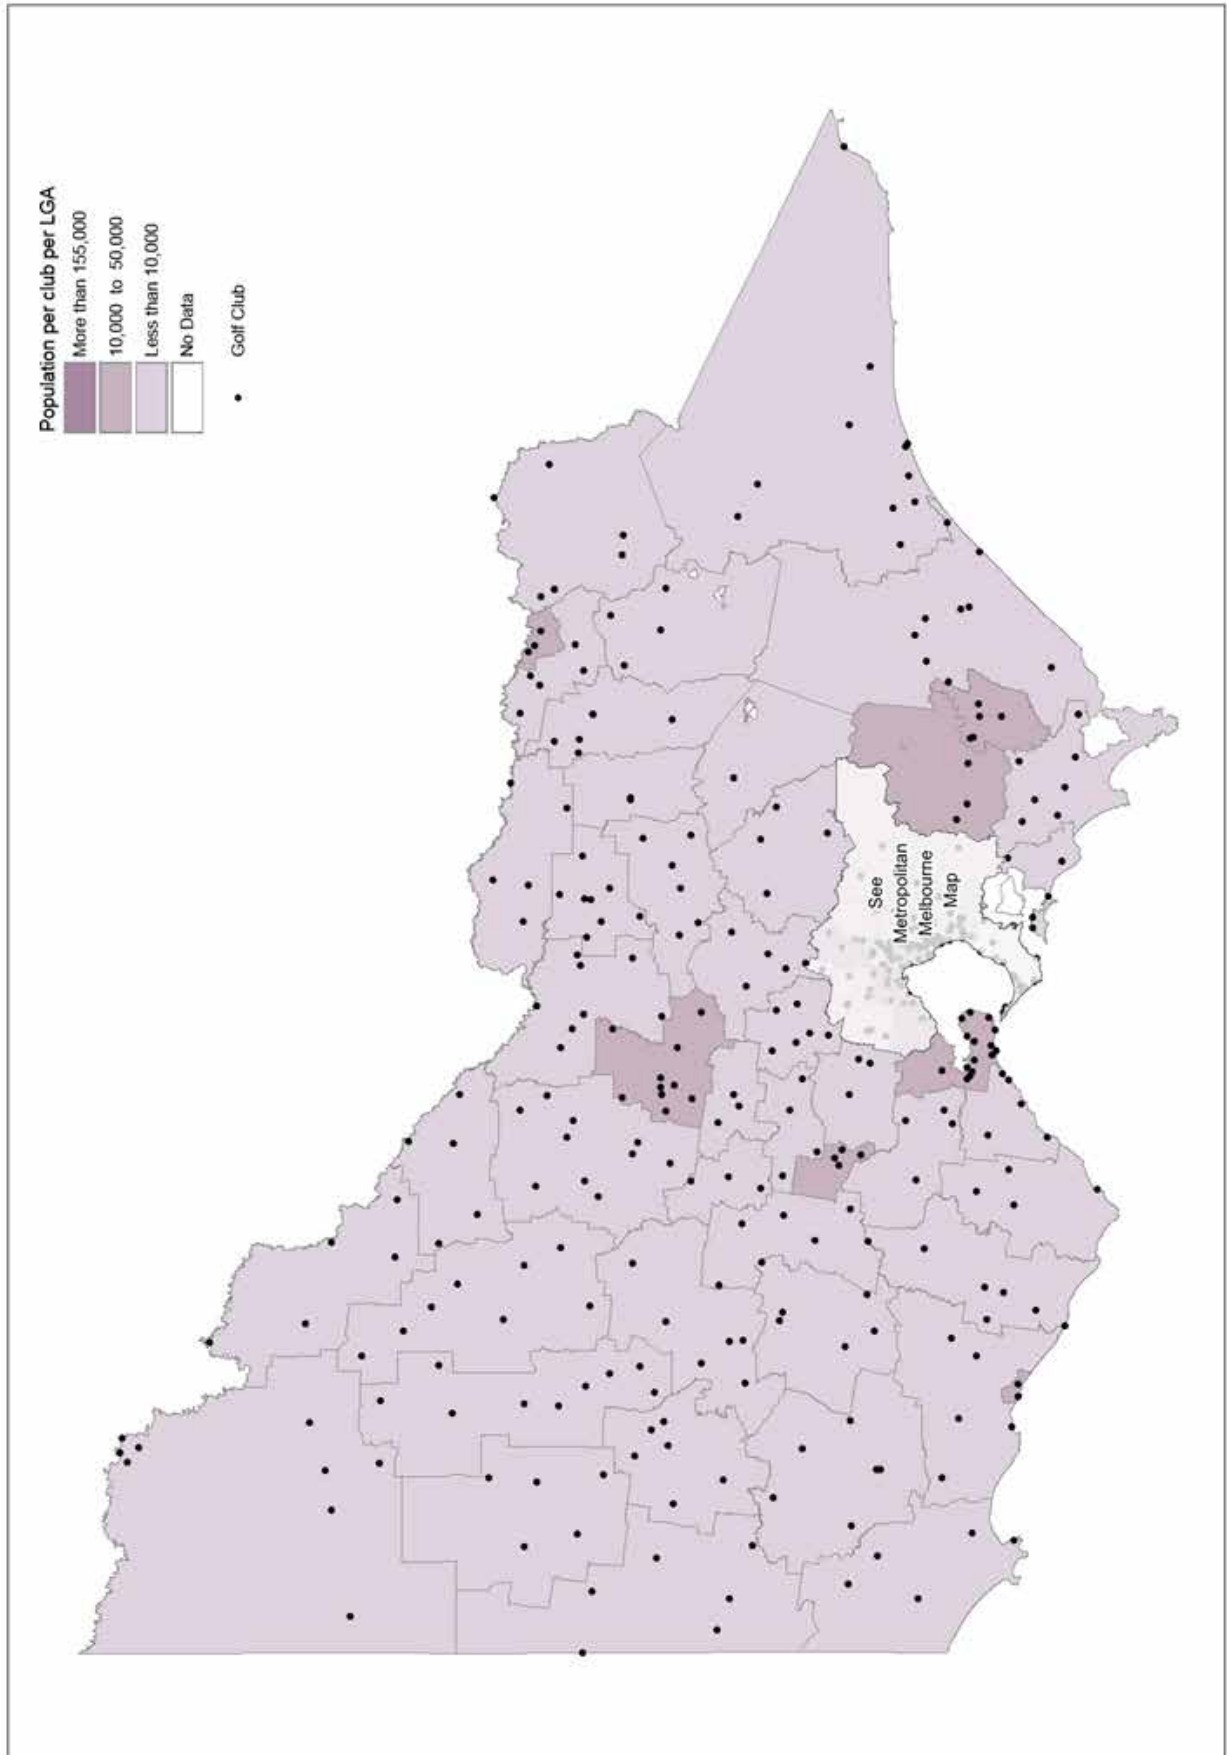 Population per club per LGA
More than 155,000
10,000 to 50,000
Less than 10,000
No Data
Golf Club
See
Metropolitan
Melbourne
Map